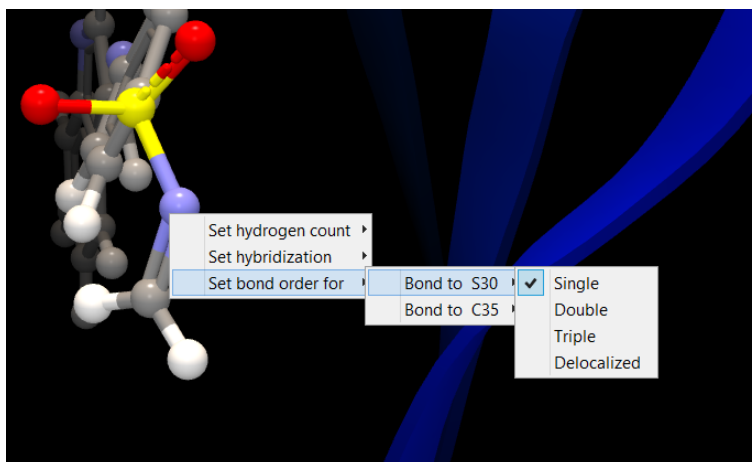 Set hydrogen count
Set hybridization
Set bond order for
Bond to S30
Bond to C35
Single
Double
Triple
Delocalized